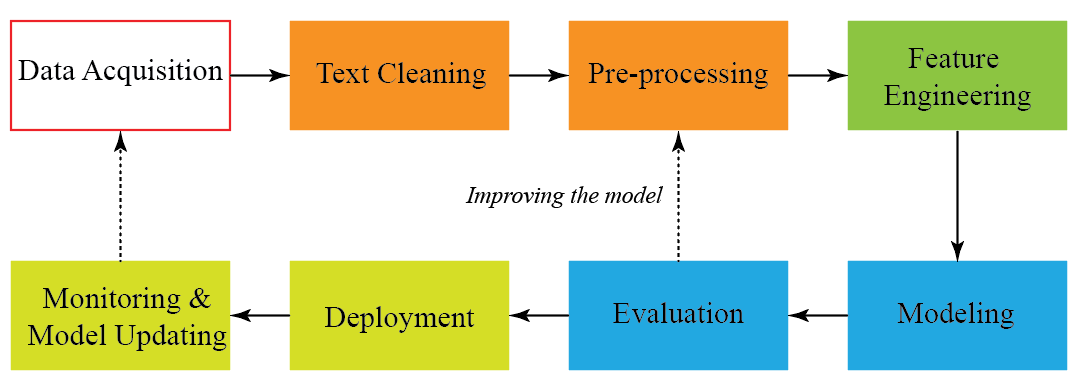 Data Acquisition
Text Cleaning
Pre-processing
Feature
Engineering
Improving the model
Monitoring &
Model Updating
Deployment
Evaluation
Modeling